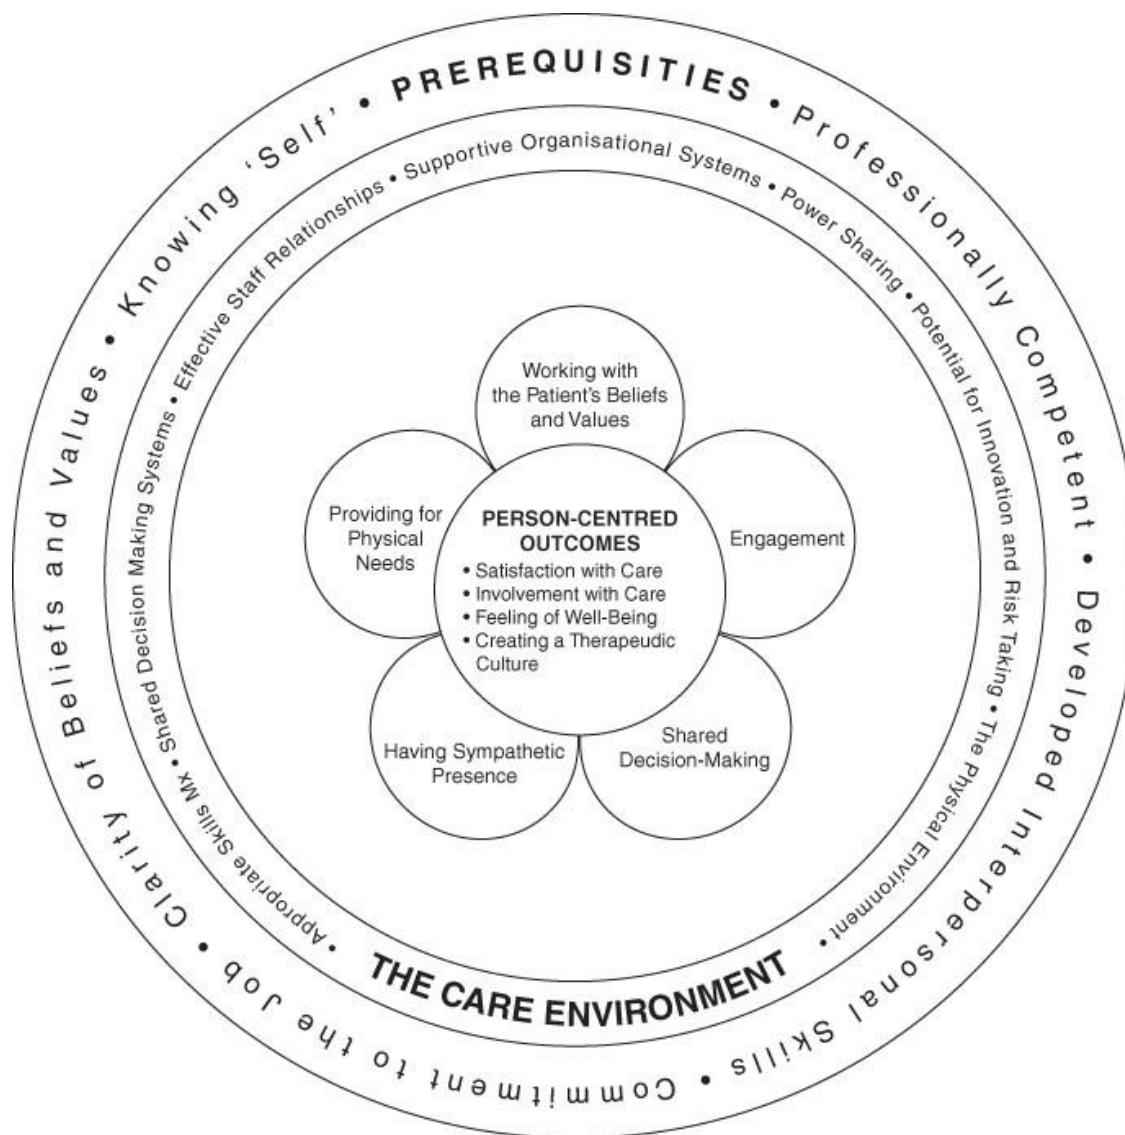 • PREREQUISITIES • Professionally Competent • Developed Interpersonal Skills • Commitment to the Job • Clarity of Beliefs and Values • Knowing ‘Self’
• Appropriate Skills Mx • Shared Decision Making Systems • Effective Staff Relationships • Supportive Organisational Systems • Power Sharing • Potential for Innovation and Risk Taking • The Physical Environment •
THE CARE ENVIRONMENT
Working with
the Patient’s Beliefs
and Values
Providing for
Physical
Needs
PERSON-CENTRED
OUTCOMES
• Satisfaction with Care
• Involvement with Care
• Feeling of Well-Being
• Creating a Therapeudic
Culture
Engagement
Having Sympathetic
Presence
Shared
Decision-Making